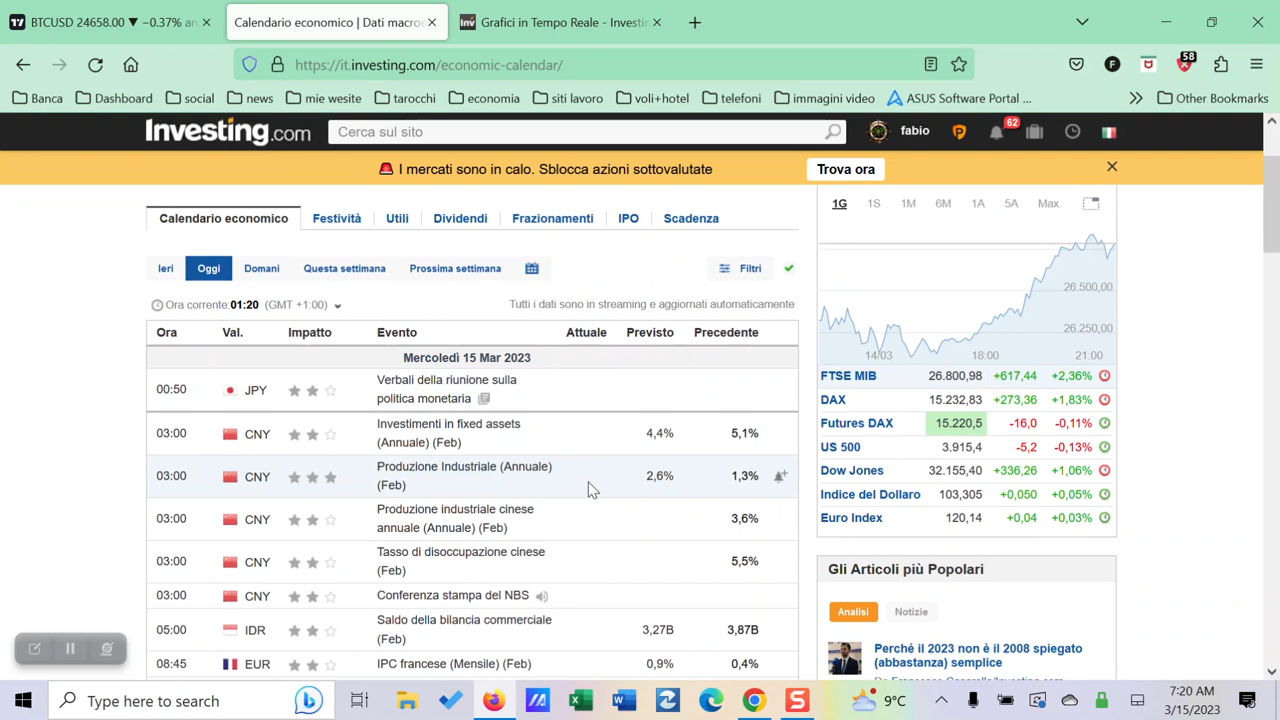 BTCUSD 24658.00 ▼ −0.37% an
Calendario economico | Dati macroe
Inv Grafici in Tempo Reale - Investin
https://it.investing.com/economic-calendar/
F
58
Banca
Dashboard
social
news
mie wesite
tarocchi
economia
siti lavoro
voli+hotel
telefoni
immagini video
ASUS Software Portal ...
Other Bookmarks
Investing.com
Cerca sul sito
fabio
62
I mercati sono in calo. Sblocca azioni sottovalutate
Trova ora
Calendario economico
Festività
Utili
Dividendi
Frazionamenti
IPO
Scadenza
Ieri
Oggi
Domani
Questa settimana
Prossima settimana
Filtri
Ora corrente: 01:20 (GMT +1:00)
Tutti i dati sono in streaming e aggiornati automaticamente
Ora Val. Impatto Evento Attuale Previsto Precedente
Mercoledì 15 Mar 2023
00:50 JPY Verbali della riunione sulla
politica monetaria
03:00 CNY Investimenti in fixed assets
(Annuale) (Feb) 4,4% 5,1%
03:00 CNY Produzione Industriale (Annuale)
(Feb) 2,6% 1,3%
03:00 CNY Produzione industriale cinese
annuale (Annuale) (Feb) 3,6%
03:00 CNY Tasso di disoccupazione cinese
(Feb) 5,5%
03:00 CNY Conferenza stampa del NBS
05:00 IDR Saldo della bilancia commerciale
(Feb) 3,27B 3,87B
08:45 EUR IPC francese (Mensile) (Feb) 0,9% 0,4%
1G 1S 1M 6M 1A 5A Max.
26.500,00
26.250,00
14/03 18:00 21:00
FTSE MIB 26.800,98 +617,44 +2,36%
DAX 15.232,83 +273,36 +1,83%
Futures DAX 15.220,5 -16,0 -0,11%
US 500 3.915,4 -5,2 -0,13%
Dow Jones 32.155,40 +336,26 +1,06%
Indice del Dollaro 103,305 +0,050 +0,05%
Euro Index 120,14 +0,04 +0,03%
Gli Articoli più Popolari
Analisi
Notizie
Perché il 2023 non è il 2008 spiegato
(abbastanza) semplice
Type here to search
9°C
7:20 AM
3/15/2023